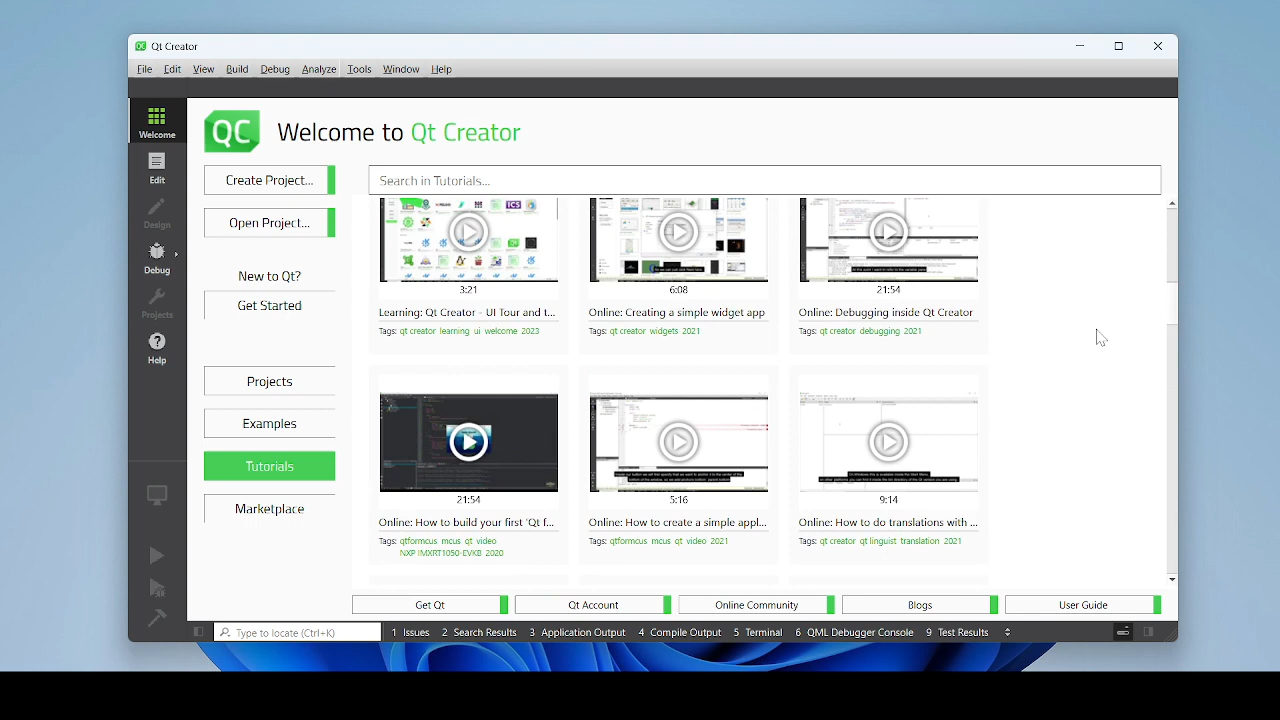 Qt Creator
File Edit View Build Debug Analyze Tools Window Help
Welcome
Edit
Design
Debug
Projects
Help
QC
Welcome to Qt Creator
Create Project...
Open Project...
New to Qt?
Get Started
Projects
Examples
Tutorials
Marketplace
Search in Tutorials...
3:21
Learning: Qt Creator - UI Tour and t...
Tags: qt creator learning ui welcome 2023
6:08
Online: Creating a simple widget app
Tags: qt creator widgets 2021
21:54
Online: Debugging inside Qt Creator
Tags: qt creator debugging 2021
21:54
Online: How to build your first 'Qt f...
Tags: qtformcus mcus qt video
NXP IMXRT1050-EVKB 2020
5:16
Online: How to create a simple appl...
Tags: qtformcus mcus qt video 2021
9:14
Online: How to do translations with ...
Tags: qt creator qt linguist translation 2021
Get Qt
Qt Account
Online Community
Blogs
User Guide
Type to locate (Ctrl+K)
1 Issues 2 Search Results 3 Application Output 4 Compile Output 5 Terminal 6 QML Debugger Console 9 Test Results